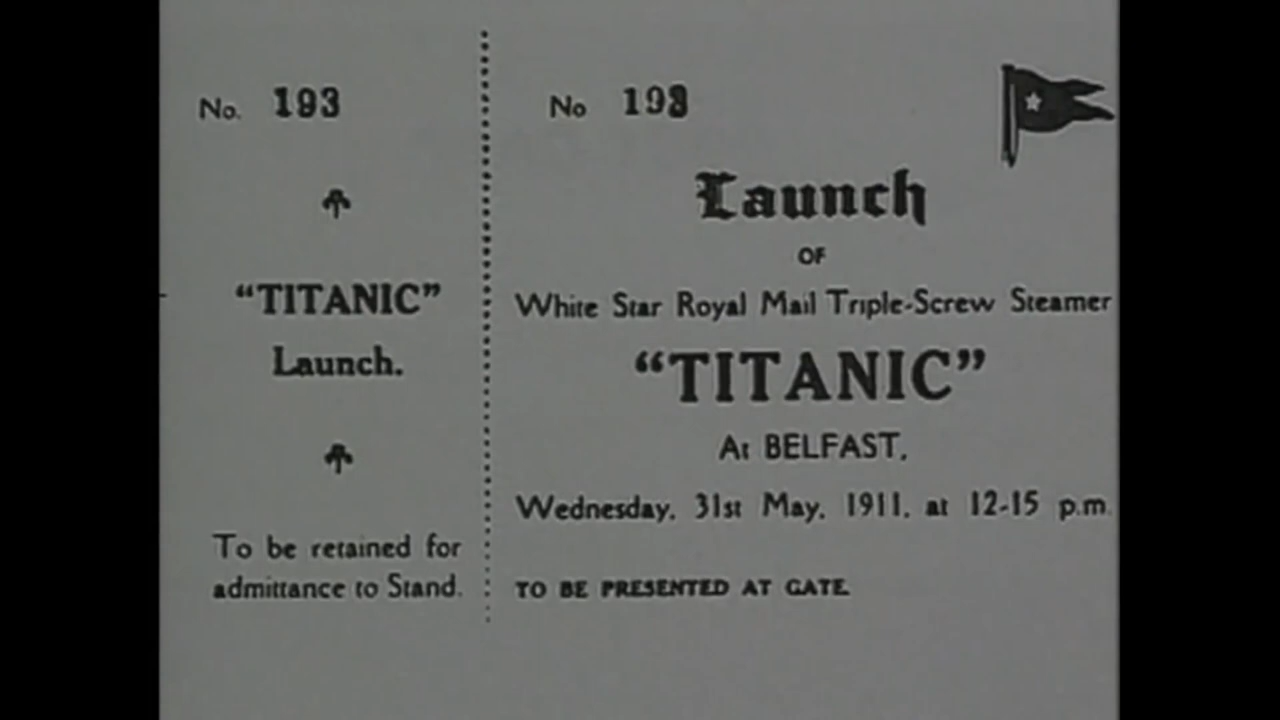 No. 193
"TITANIC"
Launch.
To be retained for
admittance to Stand.
No 193
Launch
OF
White Star Royal Mail Triple-Screw Steamer
"TITANIC"
At BELFAST,
Wednesday, 31st May, 1911, at 12-15 p.m.
TO BE PRESENTED AT GATE